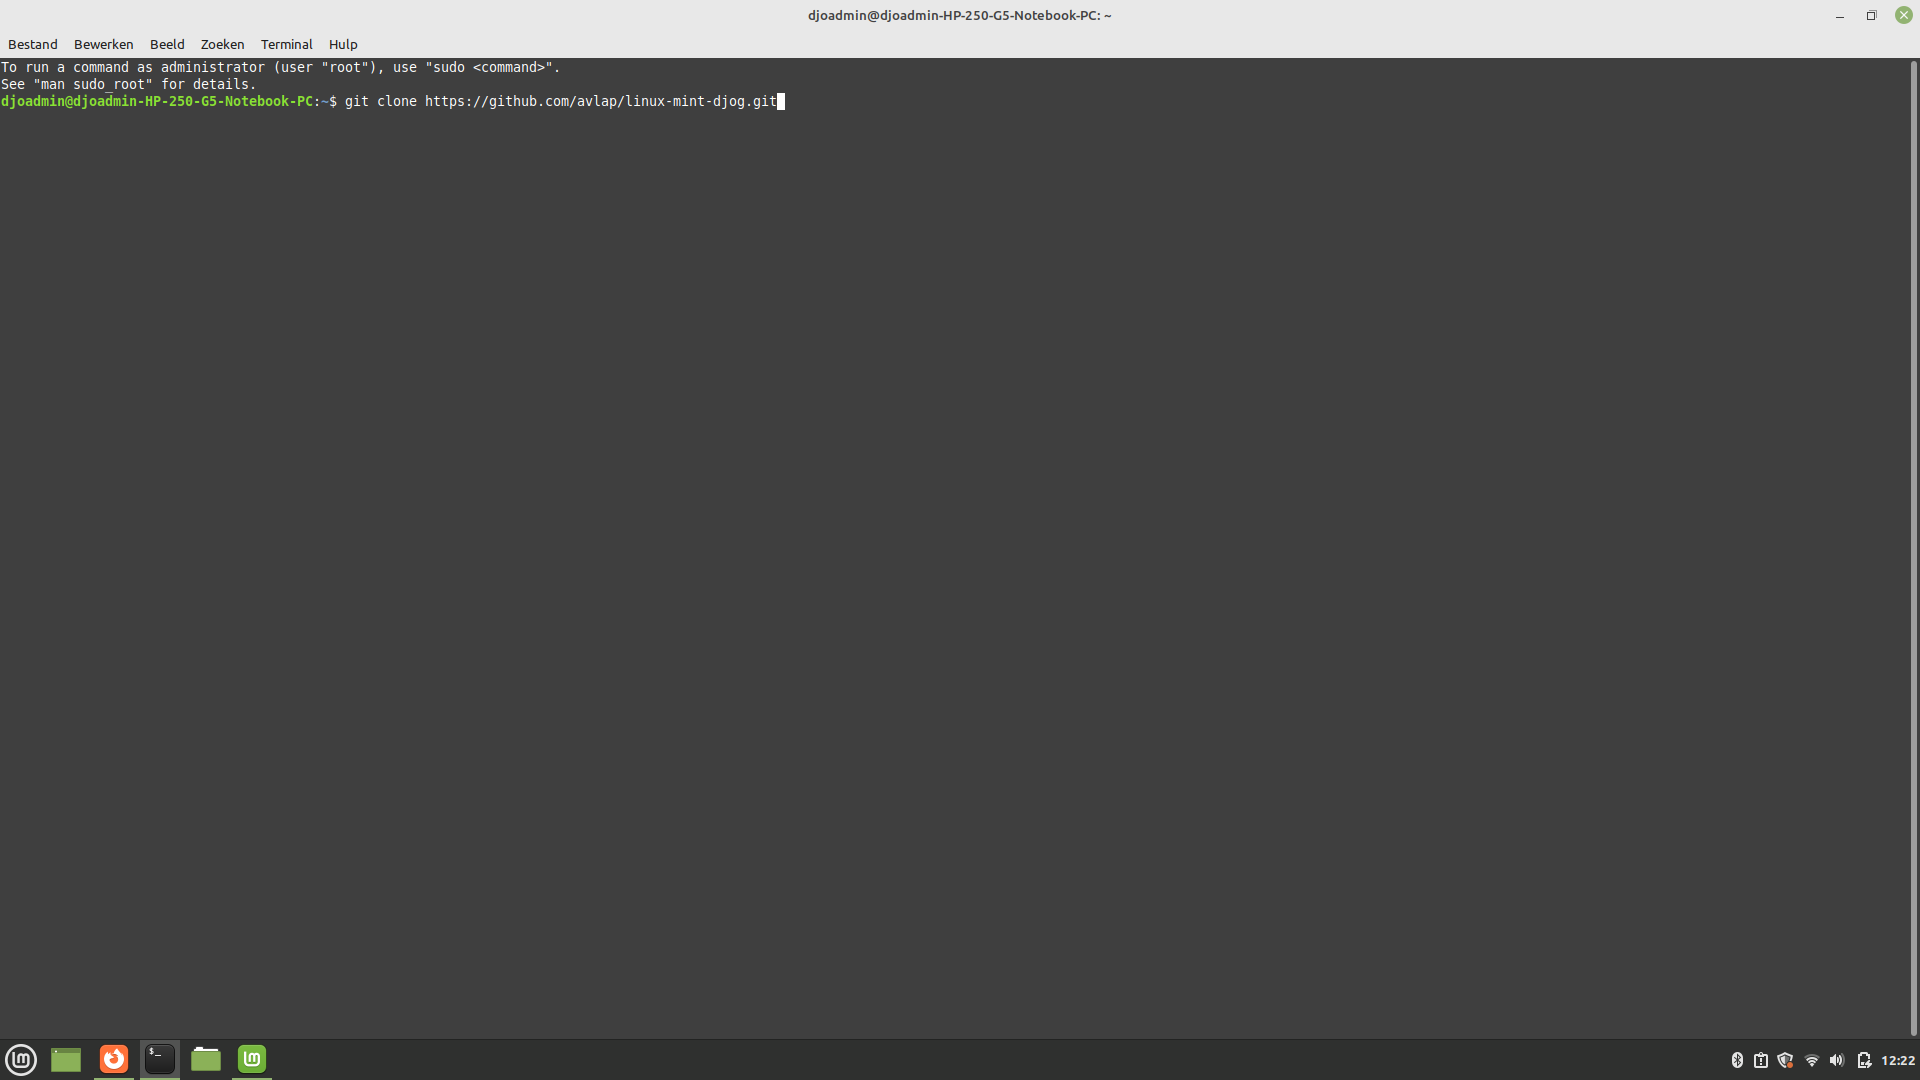 djoadmin@djoadmin-HP-250-G5-Notebook-PC: ~
Bestand Bewerken Beeld Zoeken Terminal Hulp
To run a command as administrator (user "root"), use "sudo <command>".
See "man sudo_root" for details.
djoadmin@djoadmin-HP-250-G5-Notebook-PC:~$ git clone https://github.com/avlap/linux-mint-djog.git
12:22